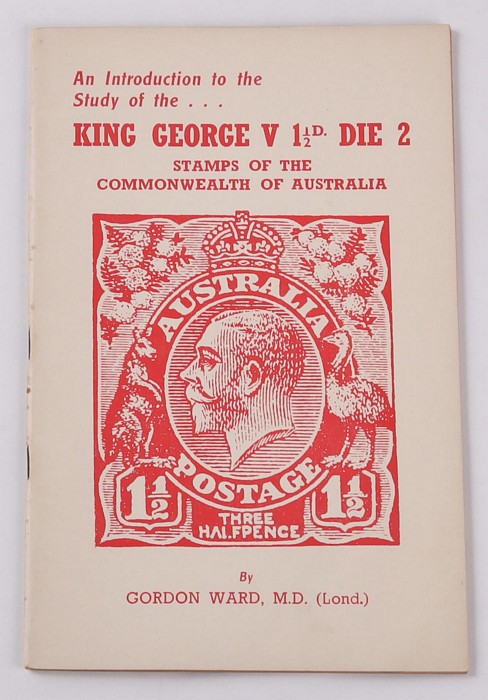 An Introduction to the
Study of the . . .
KING GEORGE V 1½D. DIE 2
STAMPS OF THE
COMMONWEALTH OF AUSTRALIA
AUSTRALIA
POSTAGE
1½ 1½
THREE
HALFPENCE
By
GORDON WARD, M.D. (Lond.)